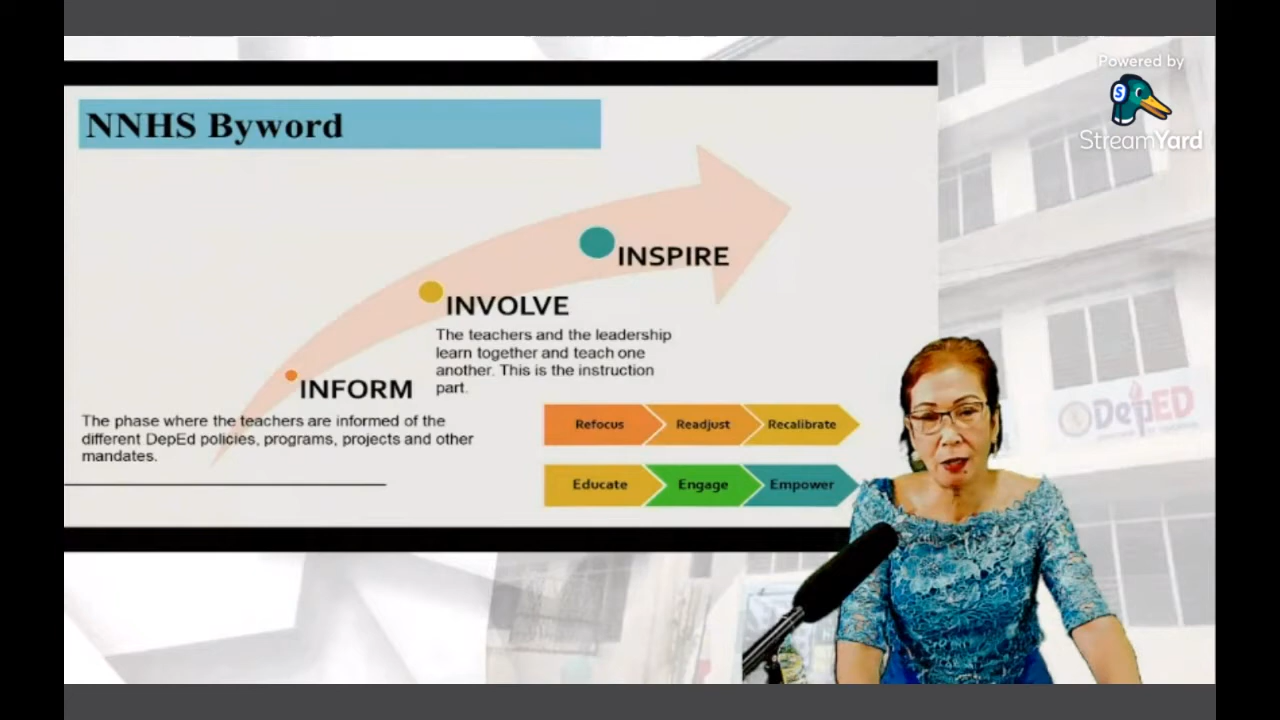 Powered by
StreamYard
NNHS Byword
INSPIRE
INVOLVE
The teachers and the leadership
learn together and teach one
another. This is the instruction
part.
INFORM
The phase where the teachers are informed of the
different DepEd policies, programs, projects and other
mandates.
Refocus
Readjust
Recalibrate
Educate
Engage
Empower
DepED